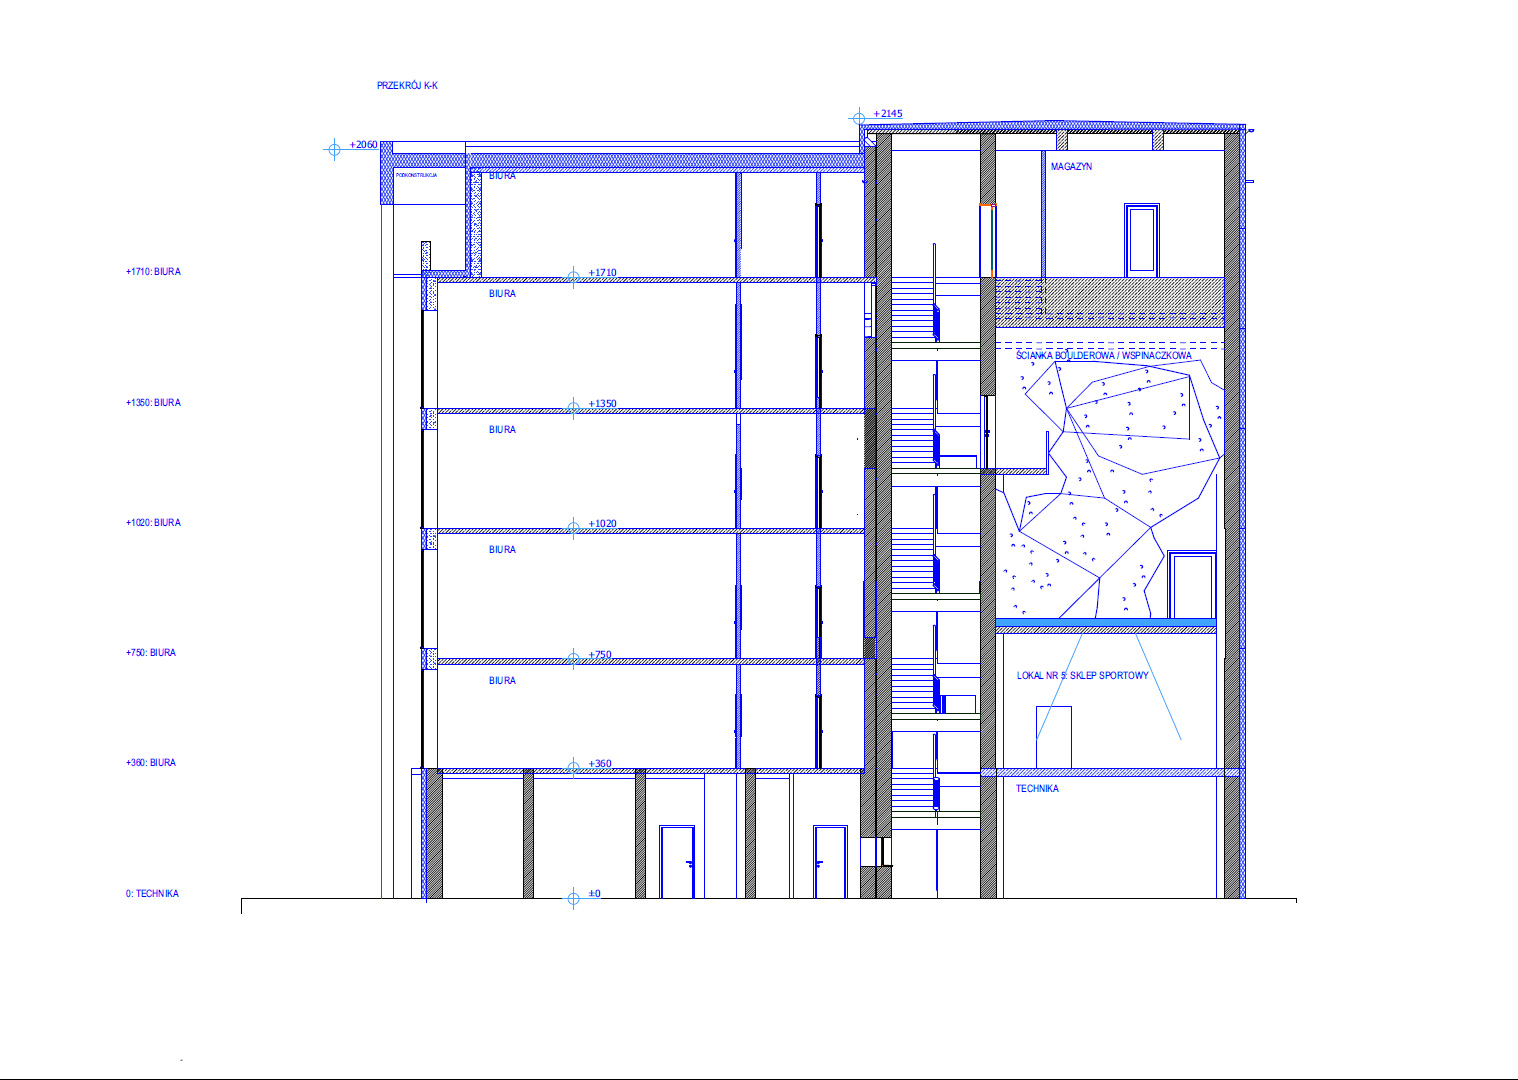 PRZEKRÓJ K-K
+2145
+2060
PODKONSTRUKCJA
BIURA
MAGAZYN
+1710: BIURA
+1710
BIURA
ŚCIANKA BOULDEROWA / WSPINACZKOWA
+1350: BIURA
+1350
BIURA
+1020: BIURA
+1020
BIURA
+750: BIURA
+750
BIURA
LOKAL NR 5: SKLEP SPORTOWY
+360: BIURA
+360
TECHNIKA
0: TECHNIKA
±0